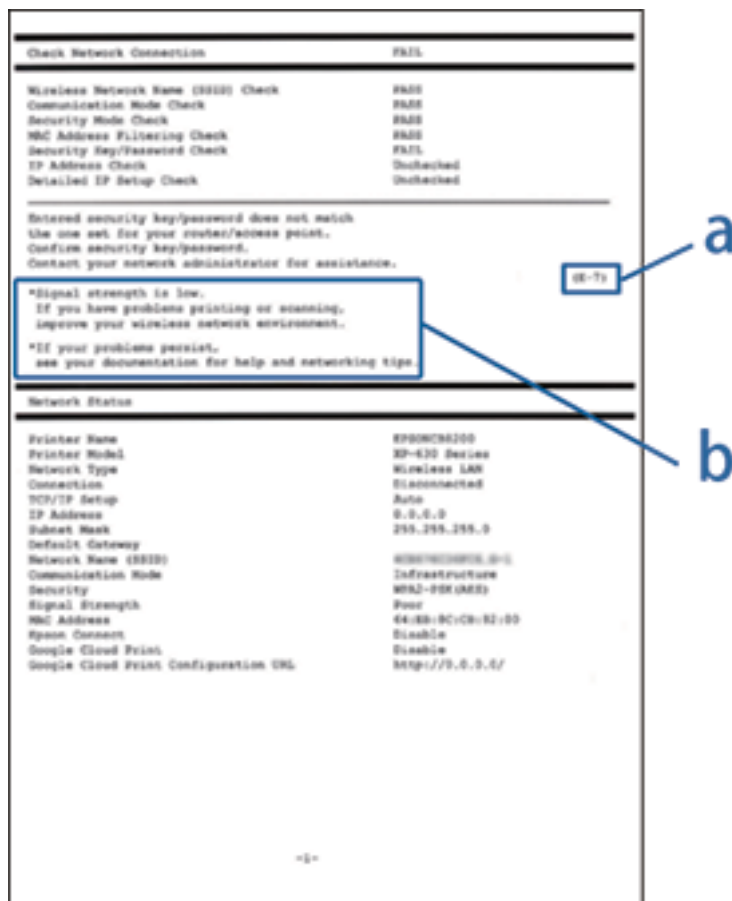 Check Network Connection FAIL
Wireless Network Name (SSID) Check PASS
Communication Mode Check PASS
Security Mode Check PASS
MAC Address Filtering Check PASS
Security Key/Password Check FAIL
IP Address Check Unchecked
Detailed IP Setup Check Unchecked
Entered security key/password does not match
the one set for your router/access point.
Confirm security key/password.
Contact your network administrator for assistance.
(E-7)
a
*Signal strength is low.
If you have problems printing or scanning,
improve your wireless network environment.
*If your problems persist,
see your documentation for help and networking tips.
b
Network Status
Printer Name
Printer Model XP-630 Series
Network Type Wireless LAN
Connection Disconnected
TCP/IP Setup Auto
IP Address 0.0.0.0
Subnet Mask 255.255.255.0
Default Gateway
Network Name (SSID)
Communication Mode Infrastructure
Security WPA2-PSK(AES)
Signal Strength Poor
MAC Address
Epson Connect Disable
Google Cloud Print Disable
Google Cloud Print Configuration URL http://0.0.0.0/
-1-